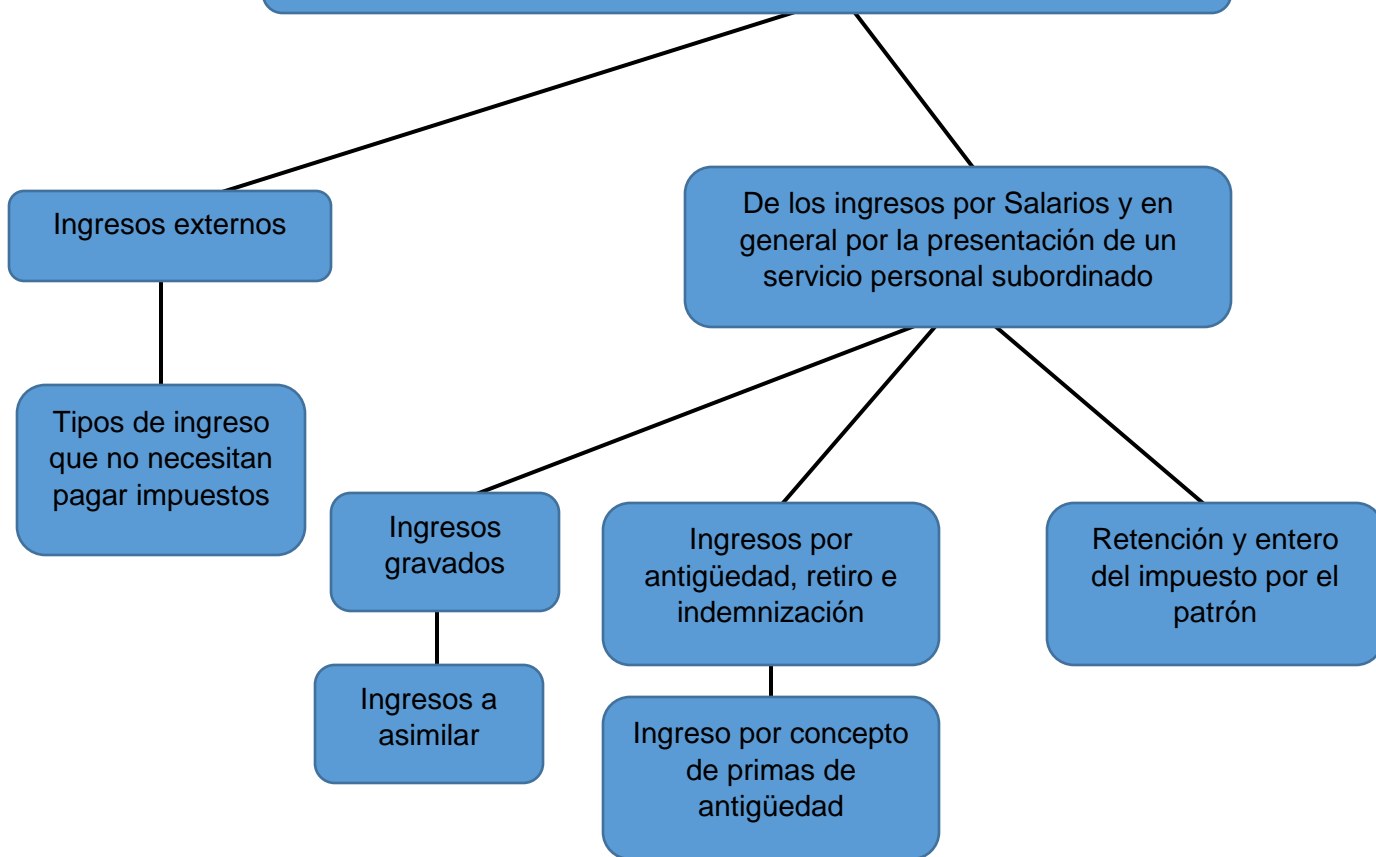 Ingresos externos
De los ingresos por Salarios y en
general por la presentación de un
servicio personal subordinado
Tipos de ingreso
que no necesitan
pagar impuestos
Ingresos
gravados
Ingresos por
antigüedad, retiro e
indemnización
Retención y entero
del impuesto por el
patrón
Ingresos a
asimilar
Ingreso por concepto
de primas de
antigüedad